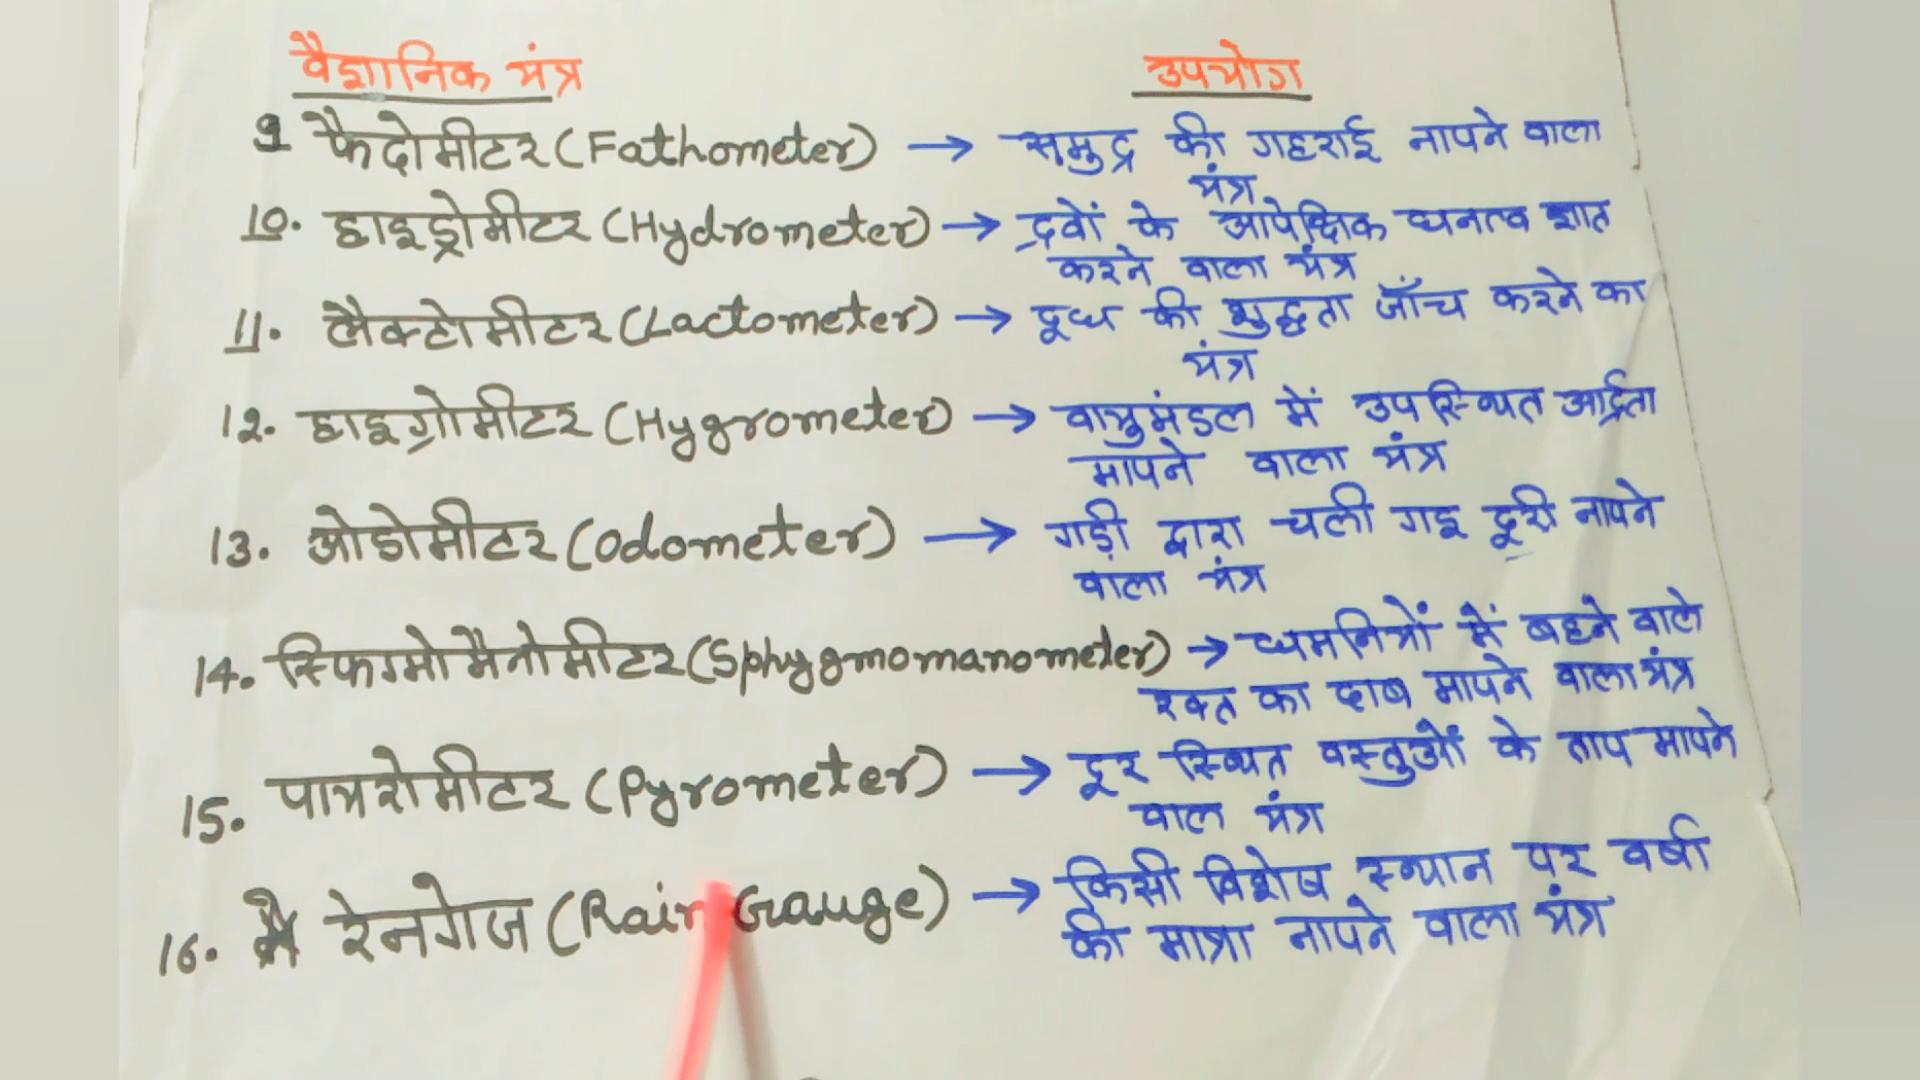 वैज्ञानिक यंत्र उपयोग
9 फैदोमीटर (Fathometer) → समुद्र की गहराई नापने वाला
यंत्र
10. हाइड्रोमीटर (Hydrometer) → द्रवों के आपेक्षिक घनत्व ज्ञात
करने वाला यंत्र
11. लैक्टोमीटर (Lactometer) → दूध की शुद्धता जाँच करने का
यंत्र
12. हाइग्रोमीटर (Hygrometer) → वायुमंडल में उपस्थित आर्द्रता
मापने वाला यंत्र
13. ओडोमीटर (Odometer) → गड़ी द्वारा चली गइ दूरी नापने
वाला यंत्र
14. स्फिग्मोमैनोमीटर (Sphygmomanometer) → धमनियों में बहने वाले
रक्त का दाब मापने वाला यंत्र
15. पायरोमीटर (Pyrometer) → दूर स्थित वस्तुओं के ताप मापने
वाल यंत्र
16. रेनगेज (Rain Gauge) → किसी विशेष स्थान पर वर्षा
की मात्रा नापने वाला यंत्र